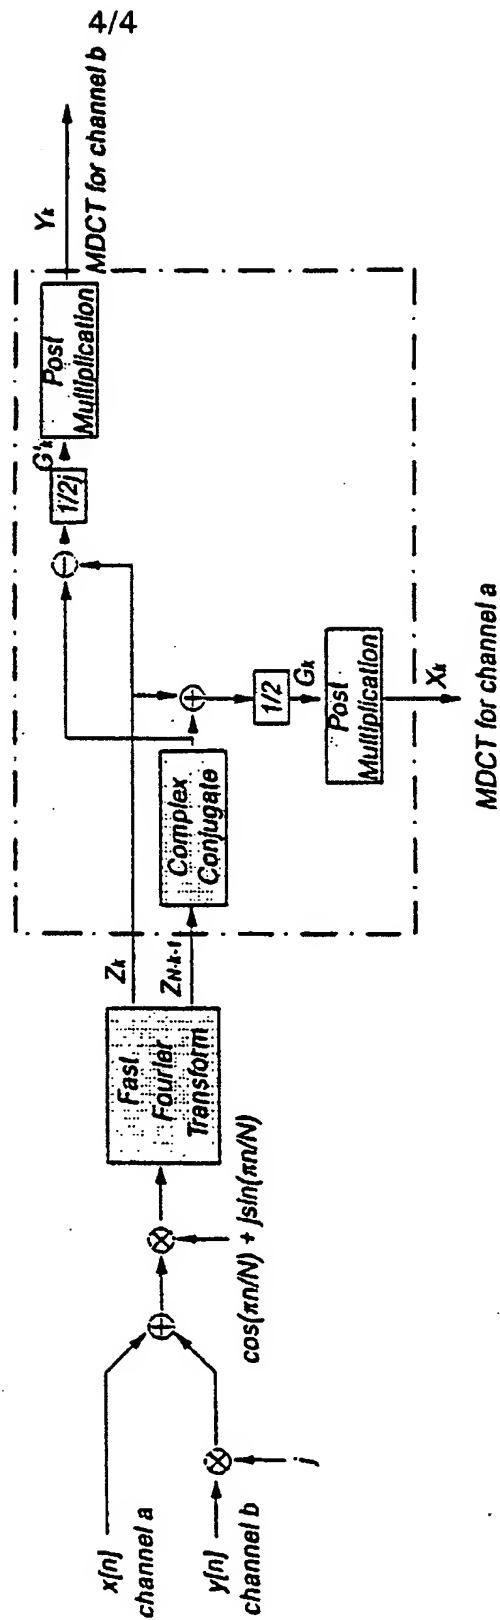 4/4
x[n]
channel a
y[n]
channel b
j
cos(πn/N) + jsin(πn/N)
Fast
Fourier
Transform
Zk
ZN-k-1
Complex
Conjugate
1/2
Gk
Post
Multiplication
Xk
MDCT for channel a
1/2j
G'k
Post
Multiplication
Yk
MDCT for channel b